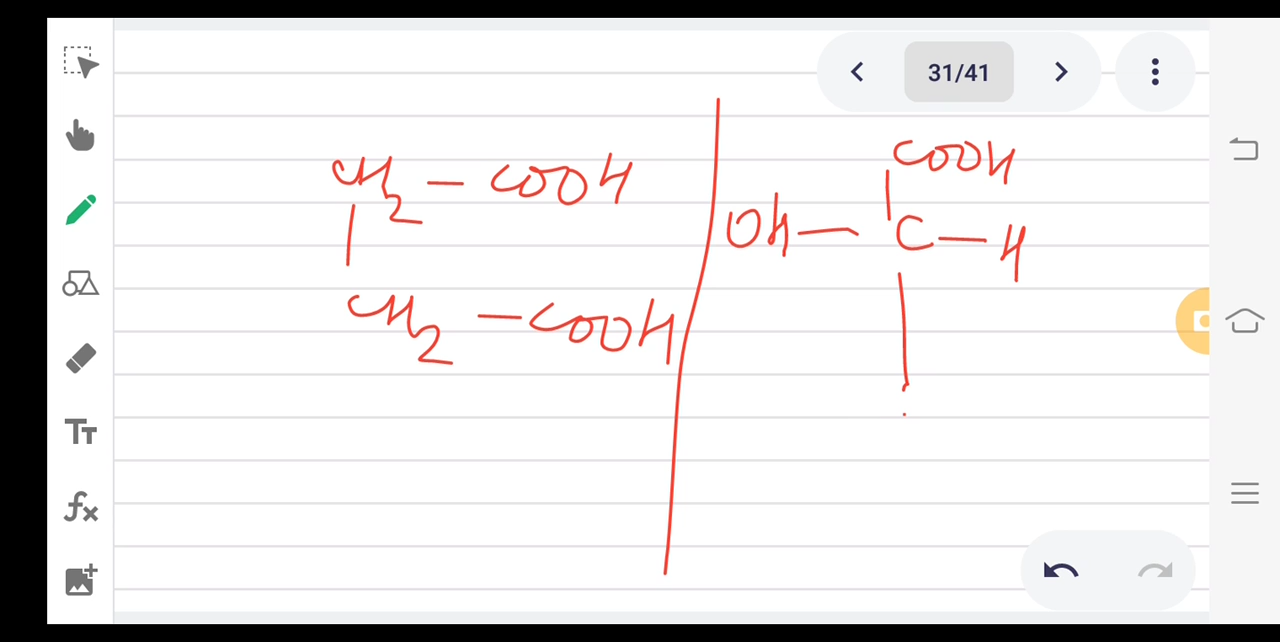 31/41
CH2 - COOH
CH2 - COOH
COOH
OH - C - H
Tт
fx